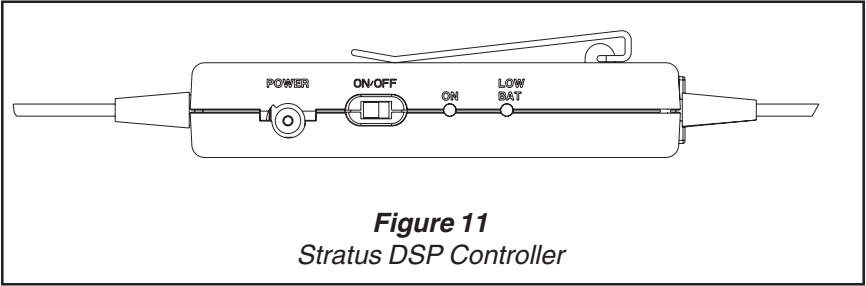 POWER
ON/OFF
ON
LOW
BAT
Figure 11
Stratus DSP Controller